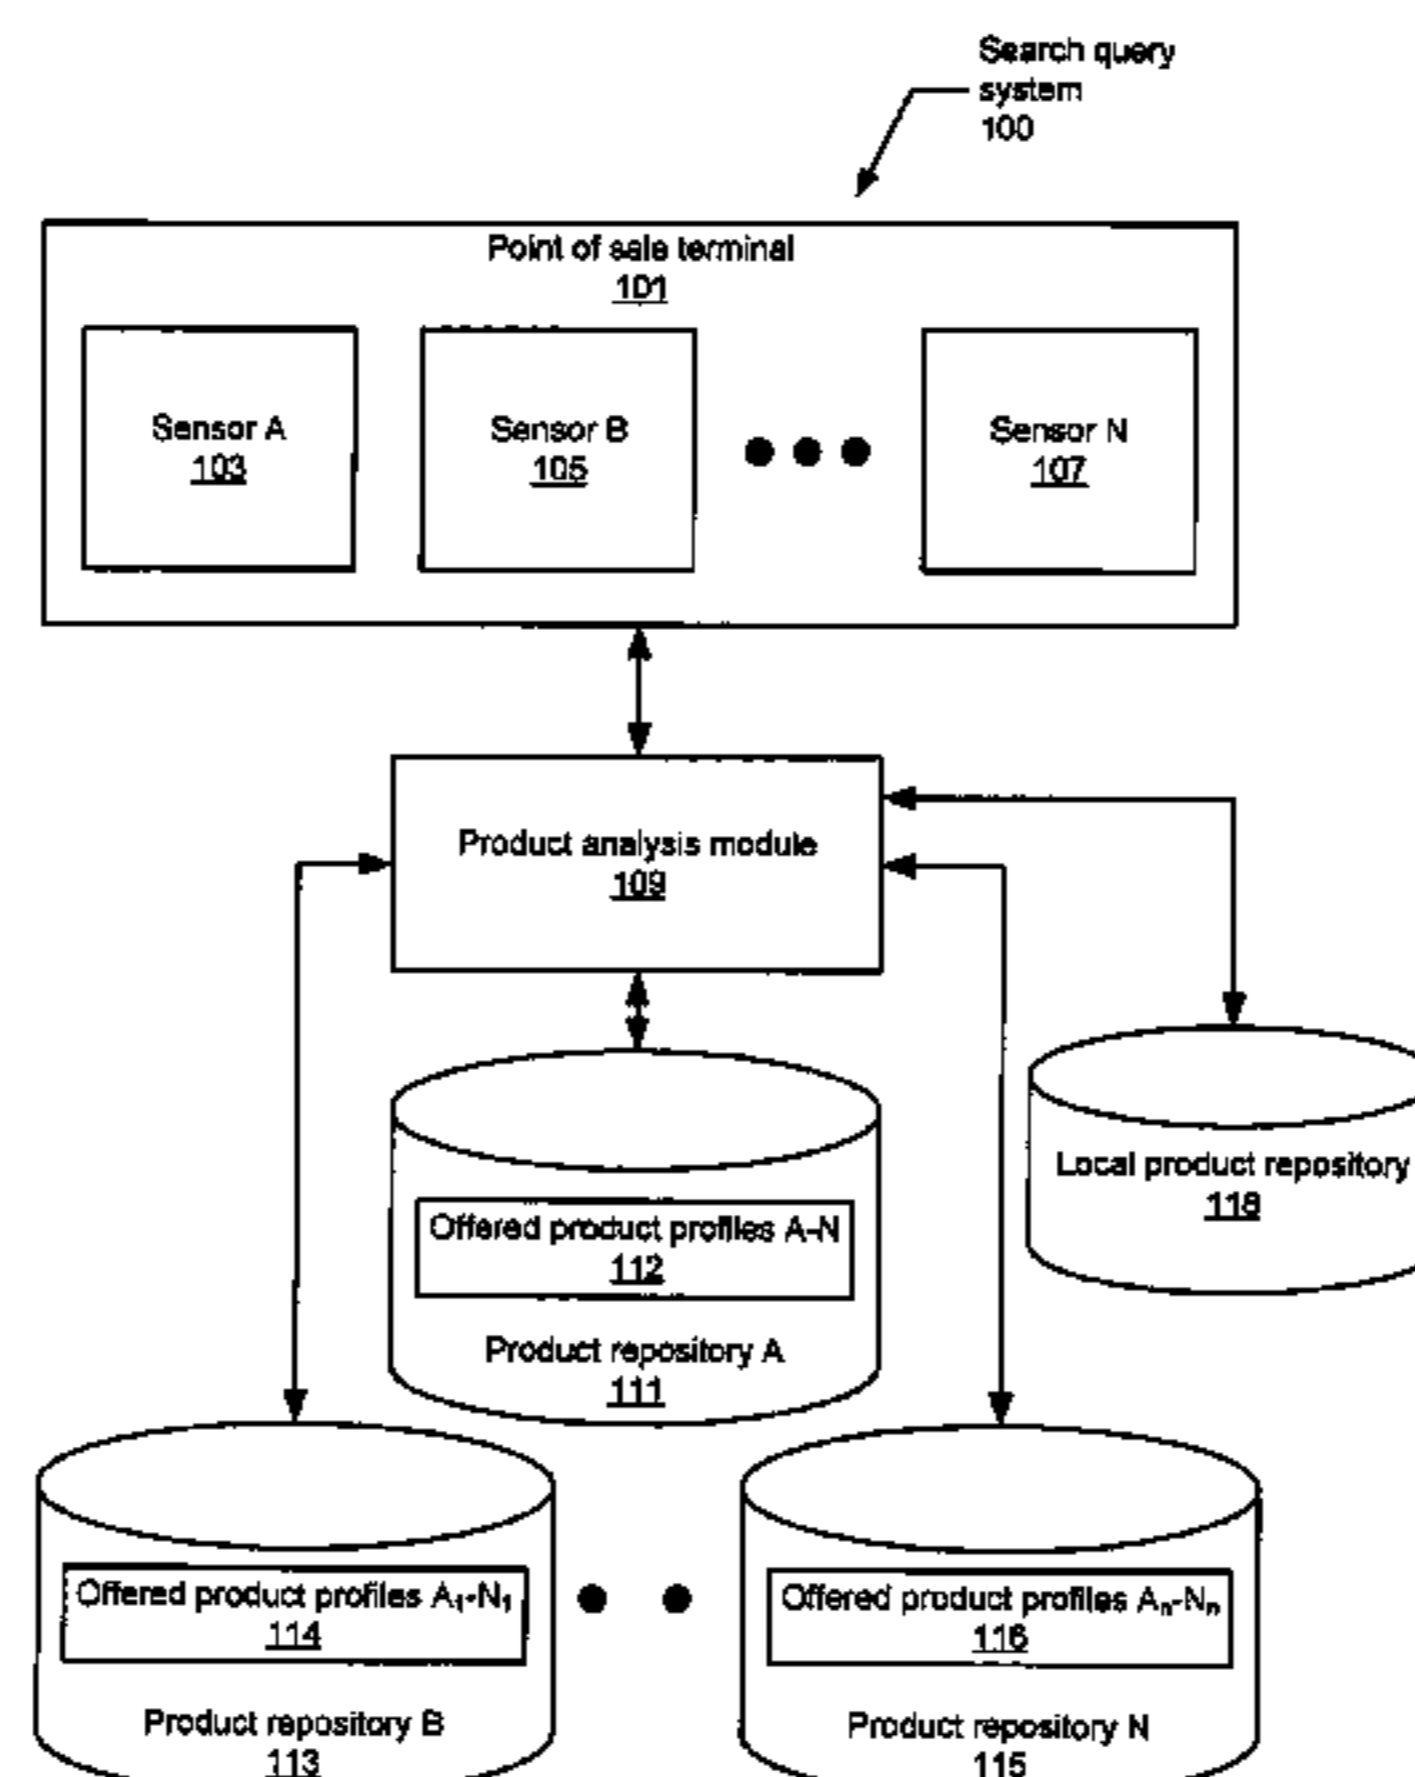 Search query
system
100
Point of sale terminal
101
Sensor A
103
Sensor B
105
Sensor N
107
Product analysis module
109
Local product repository
118
Offered product profiles A-N
112
Product repository A
111
Offered product profiles A₁-N₁
114
Product repository B
113
Offered product profiles Aₙ-Nₙ
116
Product repository N
115